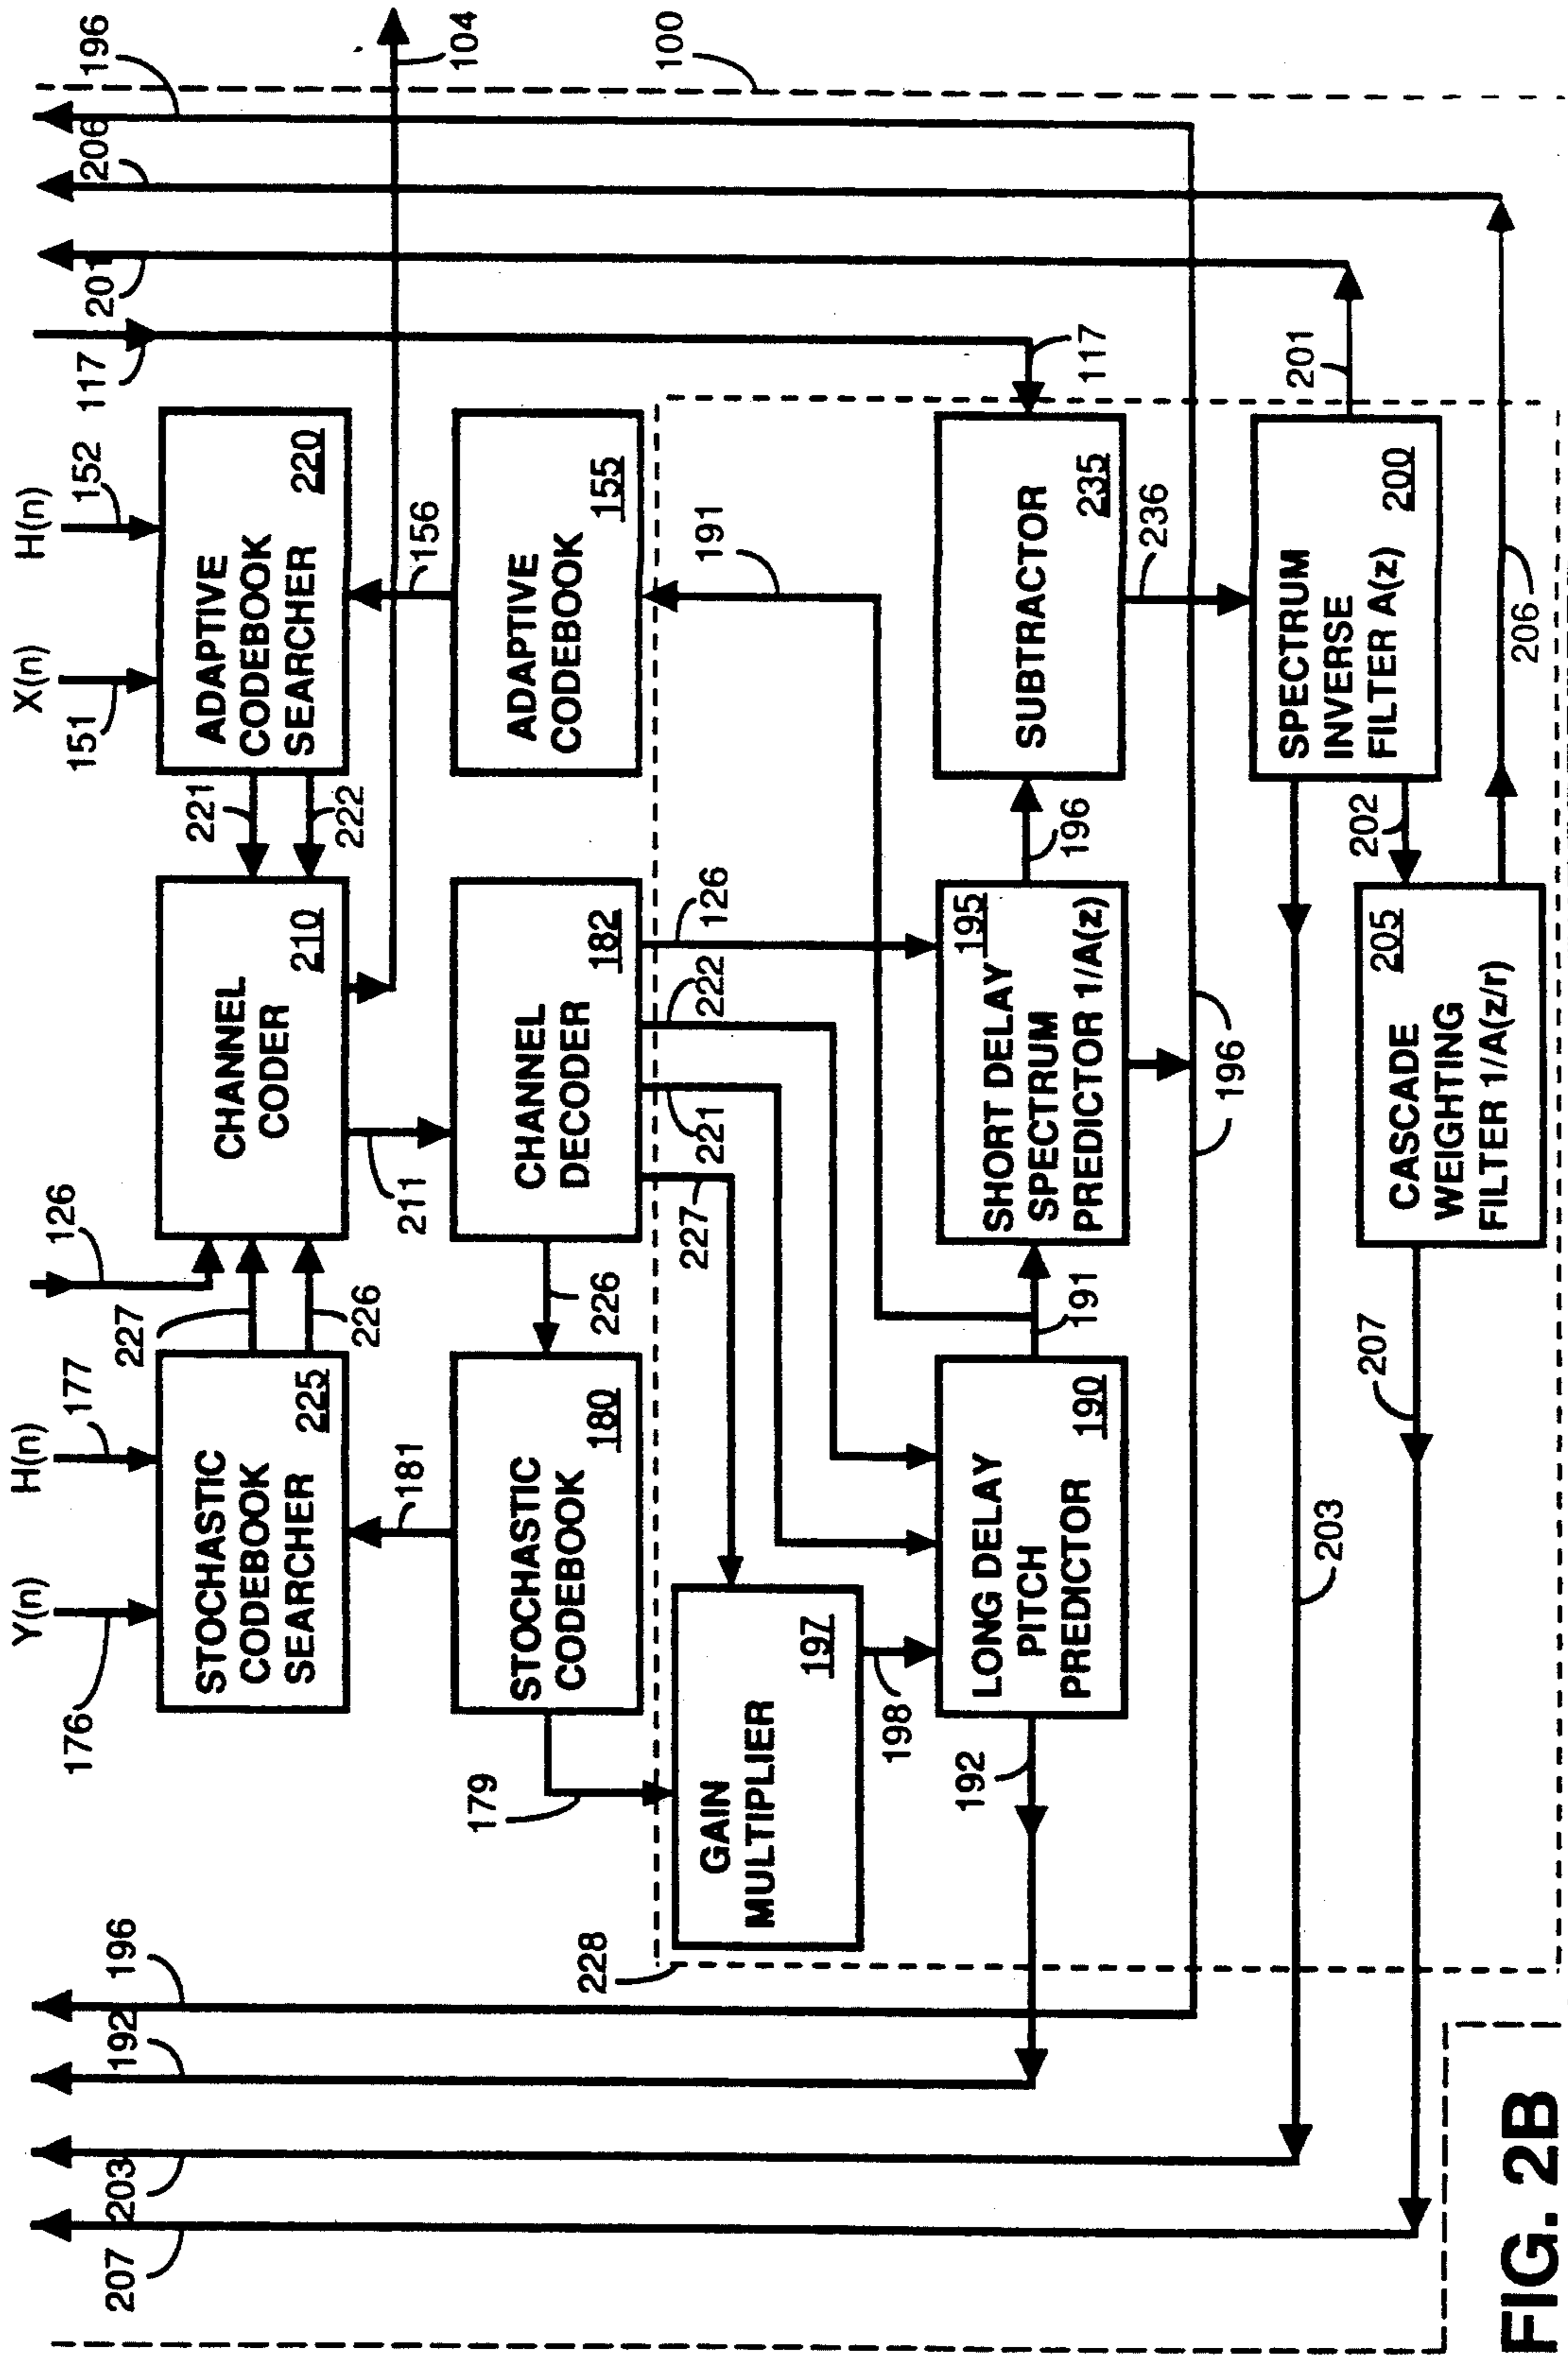 Y(n)
H(n)
X(n)
H(n)
207
203
192
196
176
177
126
151
152
117
201
206
196
STOCHASTIC
CODEBOOK
SEARCHER
225
227
226
CHANNEL
CODER
210
221
222
ADAPTIVE
CODEBOOK
SEARCHER
220
104
181
211
156
STOCHASTIC
CODEBOOK
180
226
CHANNEL
DECODER
182
ADAPTIVE
CODEBOOK
155
100
179
228
227
221
222
126
191
GAIN
MULTIPLIER
197
198
192
LONG DELAY
PITCH
PREDICTOR
190
191
195
SHORT DELAY
SPECTRUM
PREDICTOR 1/A(z)
196
SUBTRACTOR
235
117
236
196
203
SPECTRUM
INVERSE
FILTER A(z)
200
201
202
207
205
CASCADE
WEIGHTING
FILTER 1/A(z/r)
206
FIG. 2B